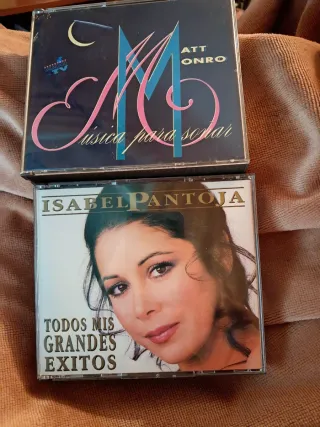 MATT
MONRO
Música para soñar
ISABEL PANTOJA
TODOS MIS
GRANDES
EXITOS